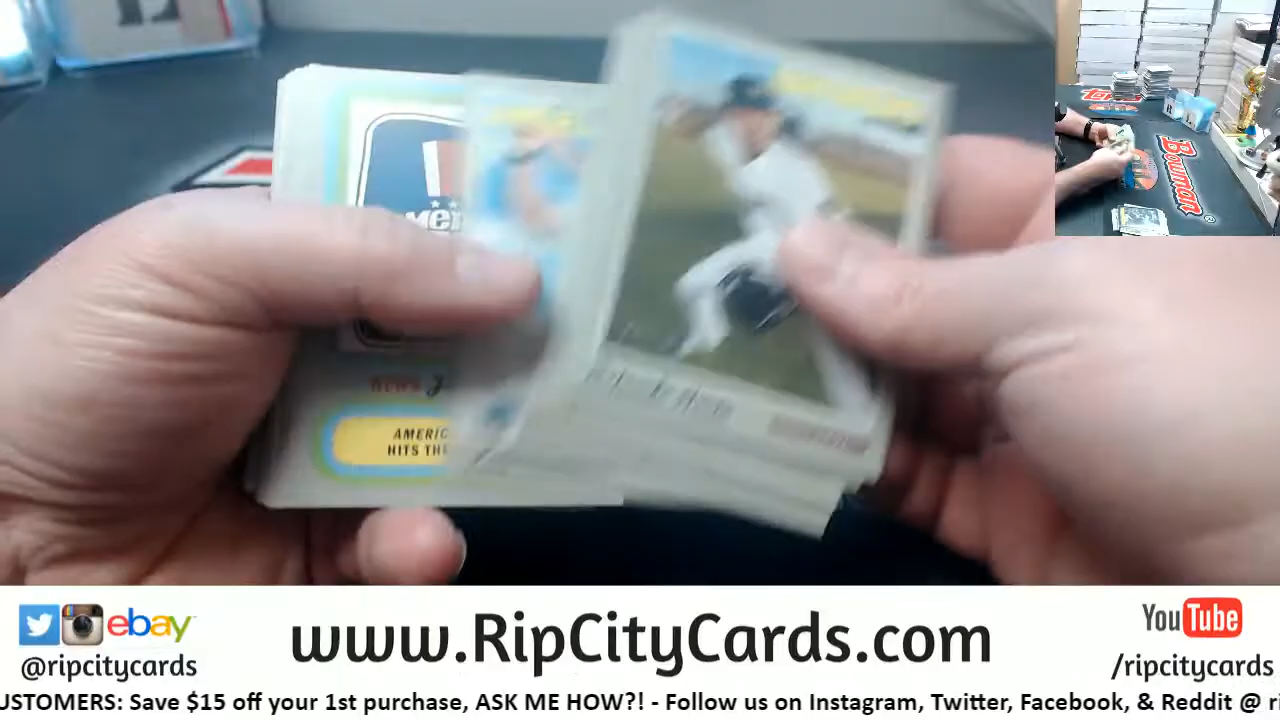 AMERIC
HITS THE
Bowman
ebay
@ripcitycards
www.RipCityCards.com
YouTube
/ripcitycards
USTOMERS: Save $15 off your 1st purchase, ASK ME HOW?! - Follow us on Instagram, Twitter, Facebook, & Reddit @ ri